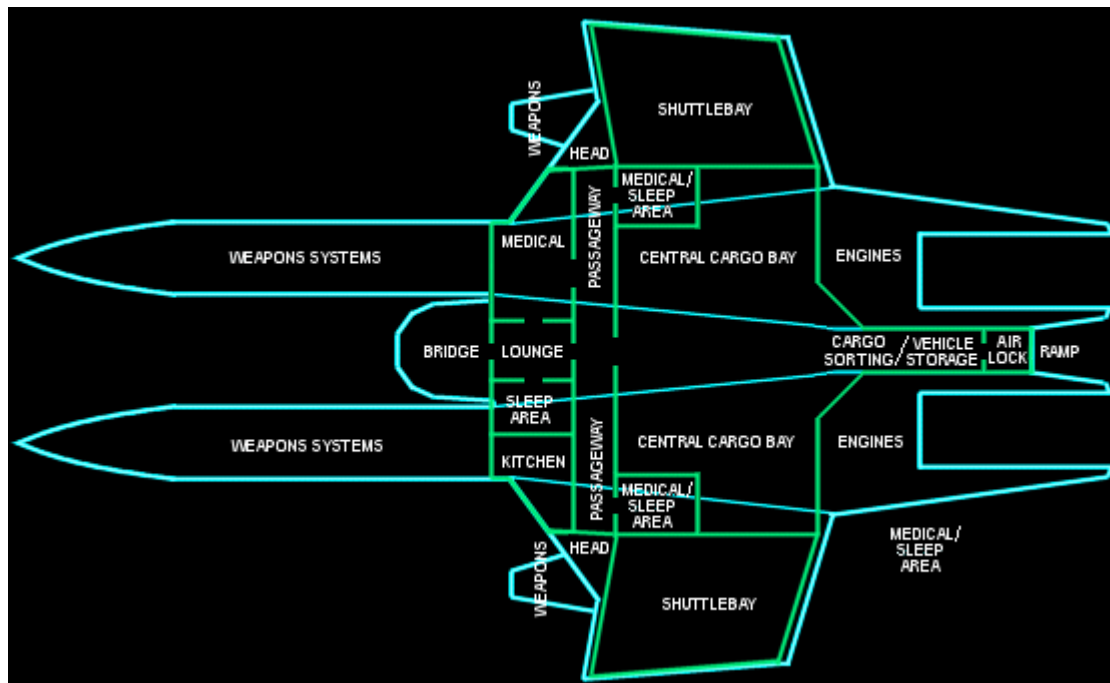 WEAPONS
SHUTTLEBAY
HEAD
MEDICAL/
SLEEP
AREA
PASSAGEWAY
MEDICAL
WEAPONS SYSTEMS
CENTRAL CARGO BAY
ENGINES
BRIDGE
LOUNGE
CARGO
SORTING/
VEHICLE
STORAGE
AIR
LOCK
RAMP
SLEEP
AREA
WEAPONS SYSTEMS
KITCHEN
PASSAGEWAY
CENTRAL CARGO BAY
ENGINES
MEDICAL/
SLEEP
AREA
MEDICAL/
SLEEP
AREA
HEAD
WEAPONS
SHUTTLEBAY